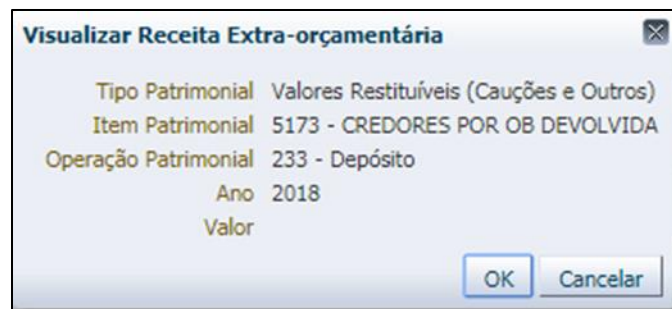 Visualizar Receita Extra-orçamentária
Tipo Patrimonial Valores Restituíveis (Cauções e Outros)
Item Patrimonial 5173 - CREDORES POR OB DEVOLVIDA
Operação Patrimonial 233 - Depósito
Ano 2018
Valor
OK Cancelar